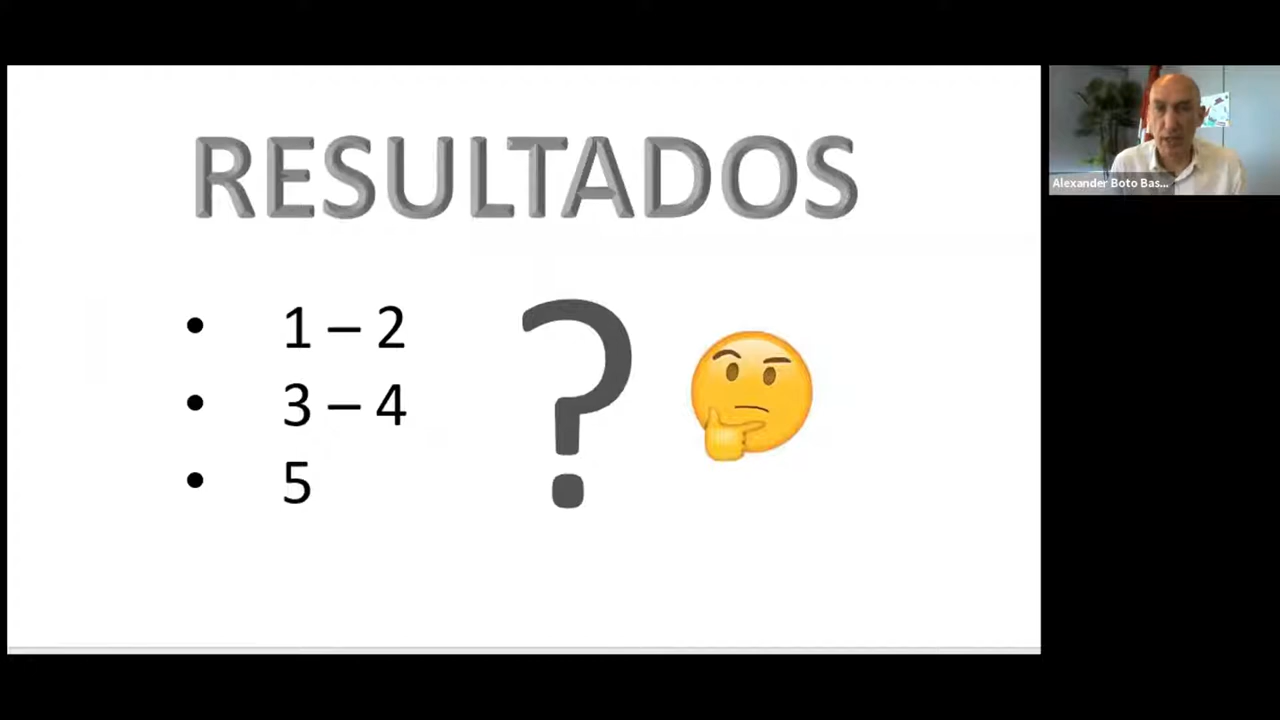 RESULTADOS
• 1 – 2
• 3 – 4
• 5
?
Alexander Boto Bas...